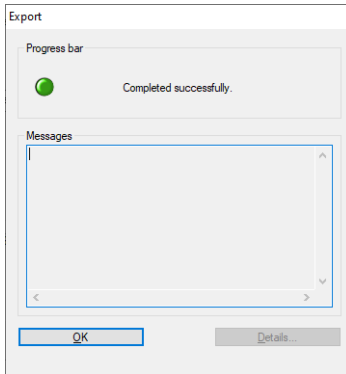 Export
Progress bar
Completed successfully.
Messages
OK
Details...